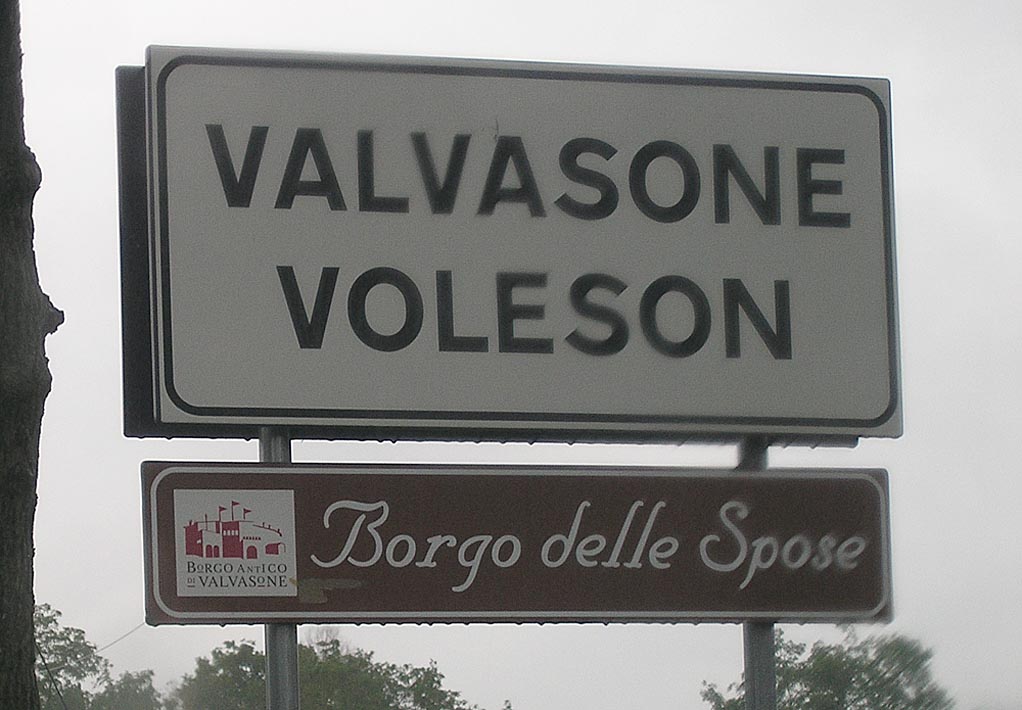 VALVASONE
VOLESON
BORGO ANTICO
DI VALVASONE
Borgo delle Spose